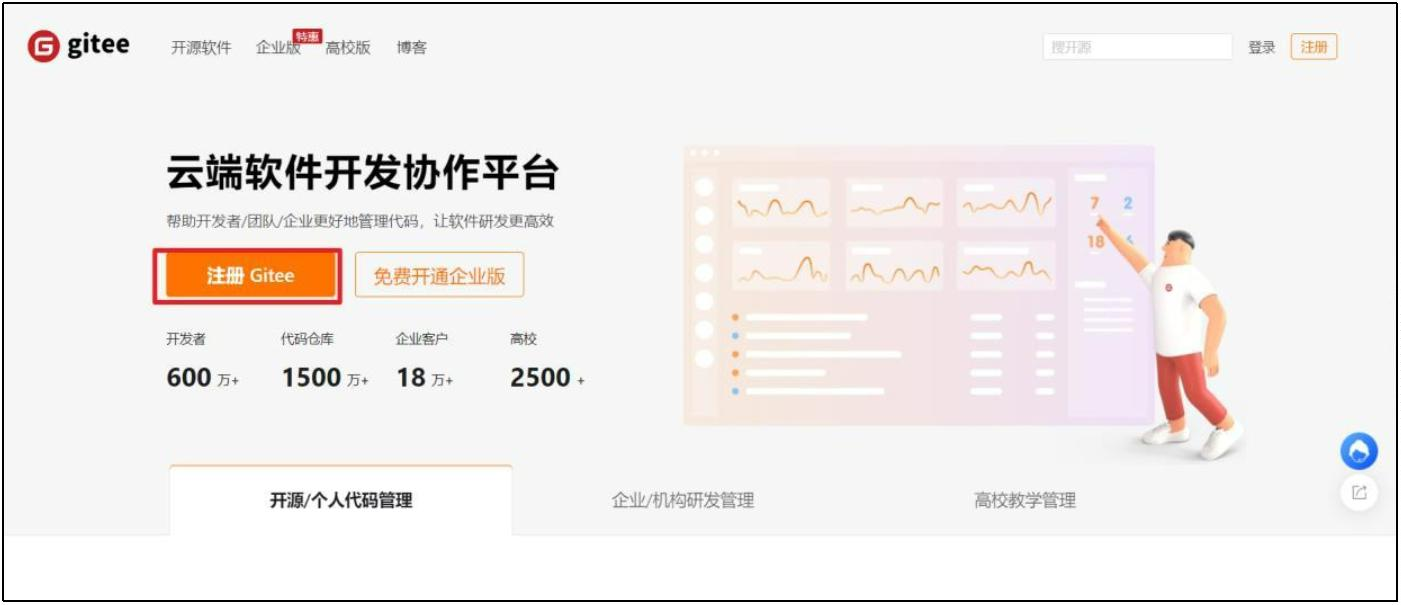 gitee 开源软件 企业版 特惠 高校版 博客 搜开源 登录 注册
云端软件开发协作平台
帮助开发者/团队/企业更好地管理代码，让软件研发更高效
注册 Gitee 免费开通企业版
开发者 代码仓库 企业客户 高校
600 万+ 1500 万+ 18 万+ 2500 +
7 2
18
开源/个人代码管理 企业/机构研发管理 高校教学管理